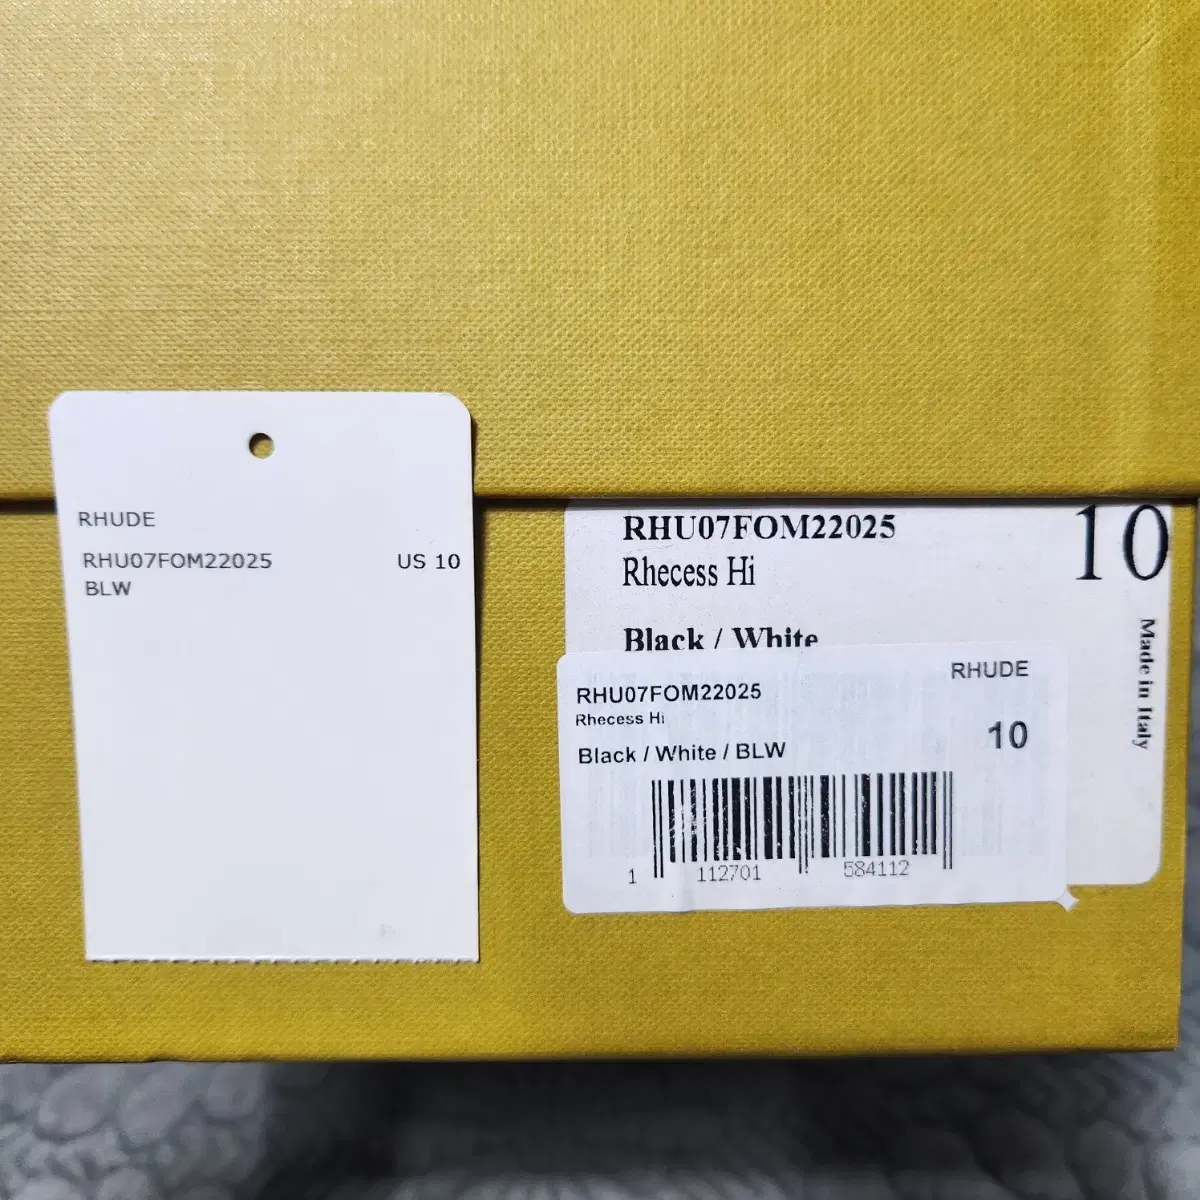 RHUDE
RHU07FOM22025 US 10
BLW
RHU07FOM22025 10
Rhecess Hi
Black / White
Made in Italy
RHUDE
RHU07FOM22025
Rhecess Hi
10
Black / White / BLW
1 112701 584112